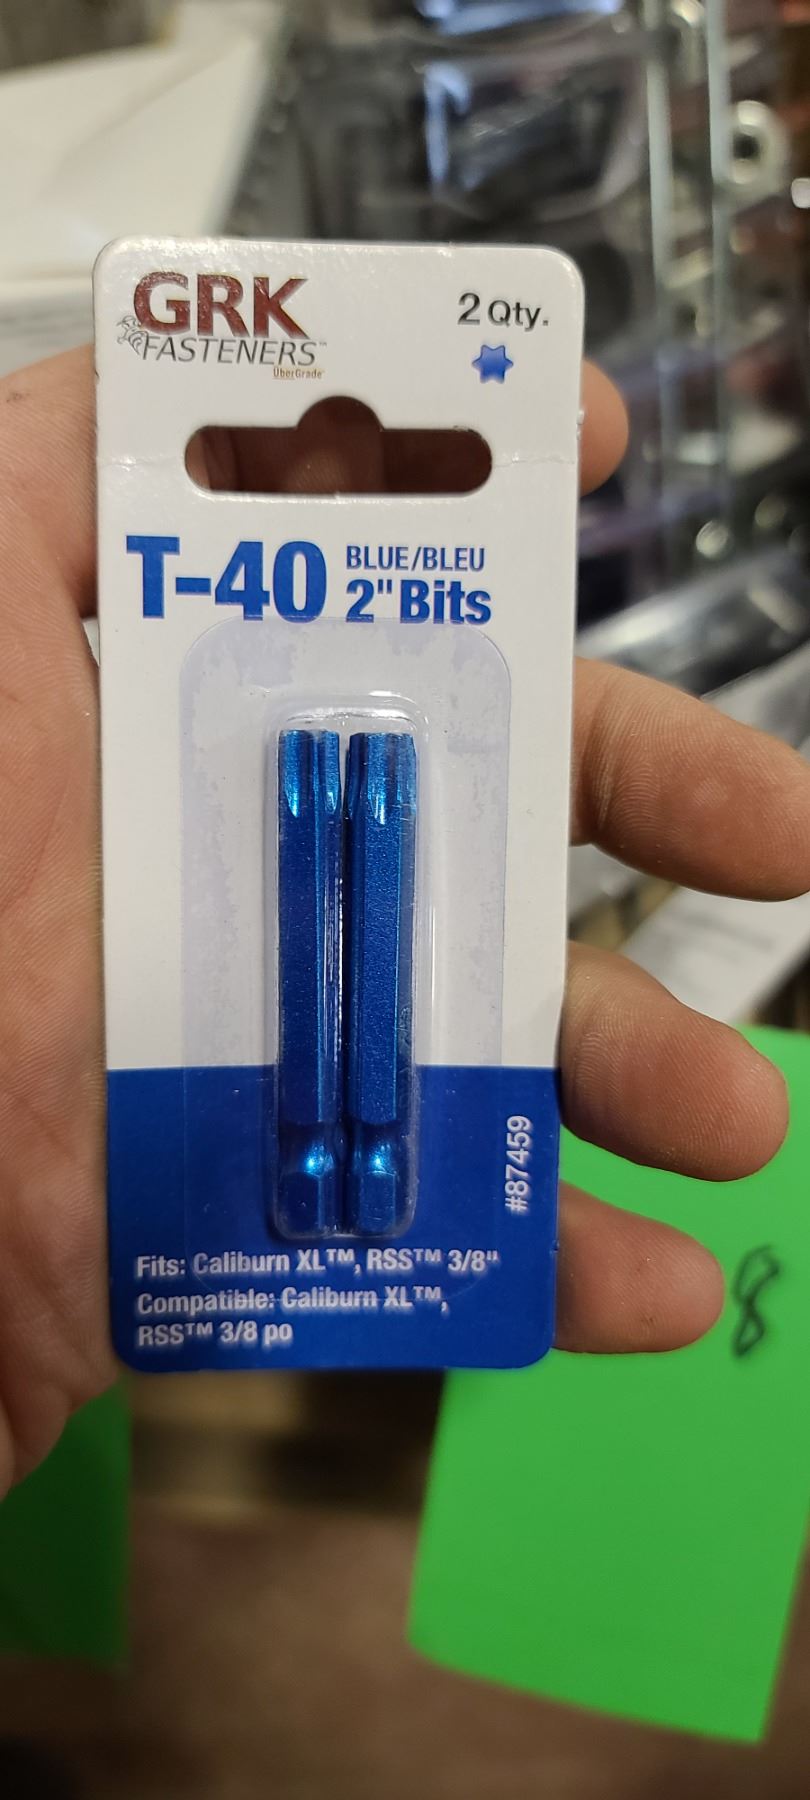 GRK
FASTENERS™
ÜberGrade
2 Qty.
T-40 BLUE/BLEU
2" Bits
#87459
Fits: Caliburn XL™, RSS™ 3/8"
Compatible: Caliburn XL™,
RSS™ 3/8 po
8